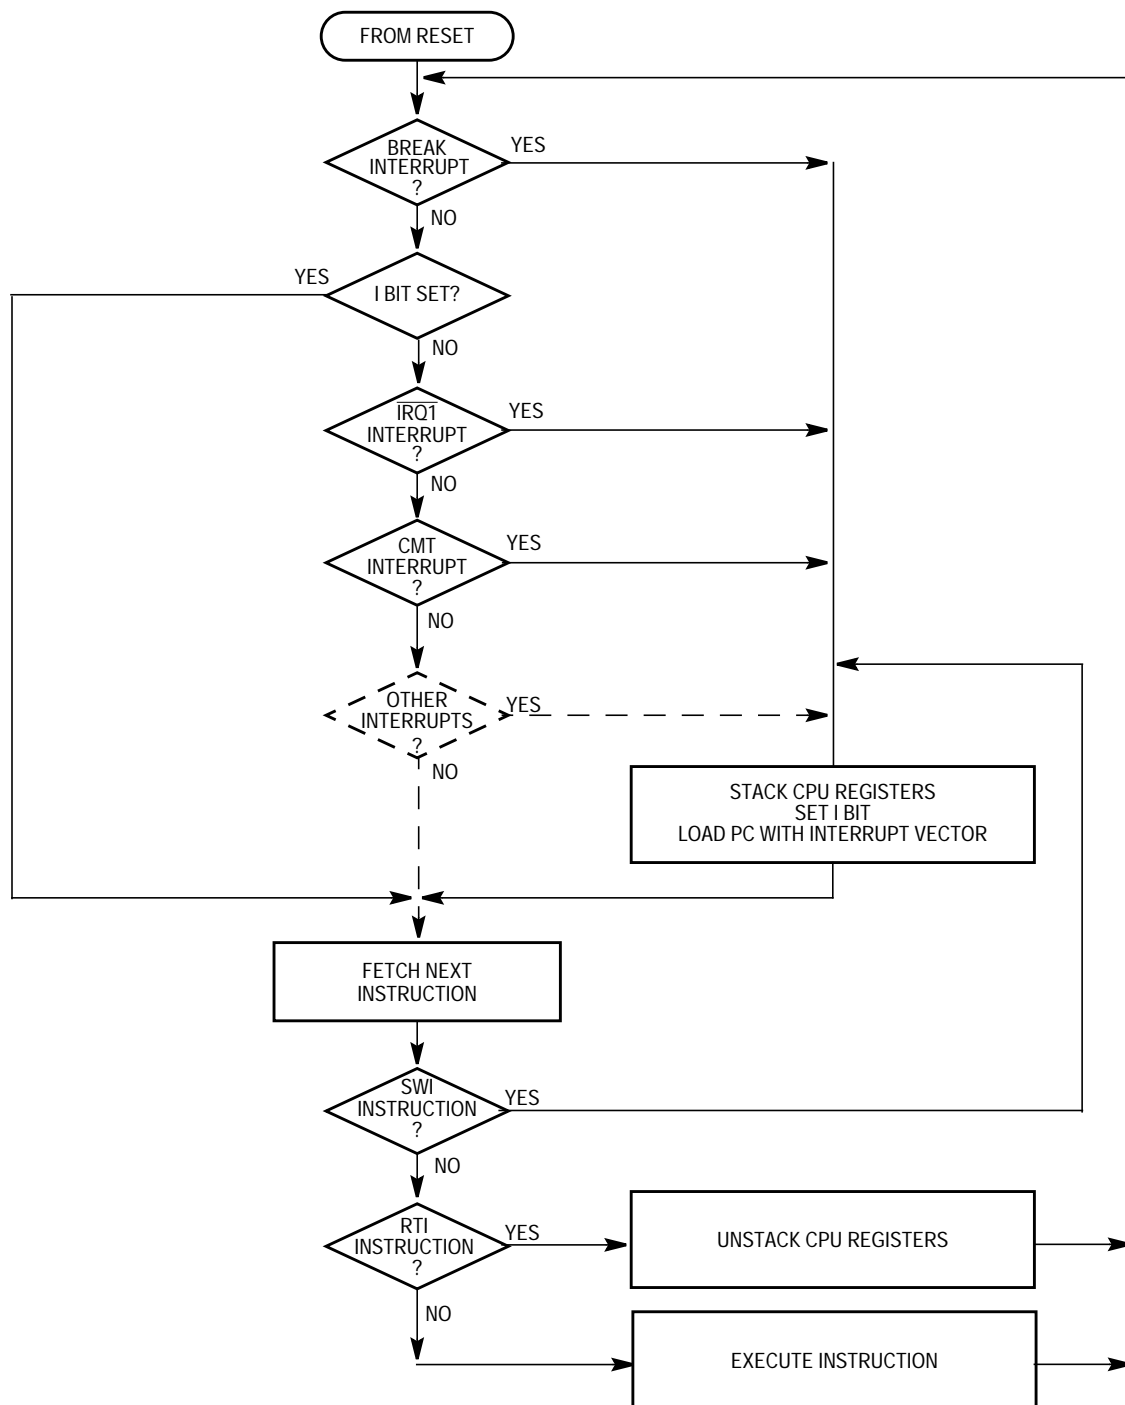 FROM RESET
BREAK
INTERRUPT
?
YES
NO
YES
I BIT SET?
NO
IRQ1
INTERRUPT
?
YES
NO
CMT
INTERRUPT
?
YES
NO
OTHER
INTERRUPTS
?
YES
NO
STACK CPU REGISTERS
SET I BIT
LOAD PC WITH INTERRUPT VECTOR
FETCH NEXT
INSTRUCTION
SWI
INSTRUCTION
?
YES
NO
RTI
INSTRUCTION
?
YES
UNSTACK CPU REGISTERS
NO
EXECUTE INSTRUCTION